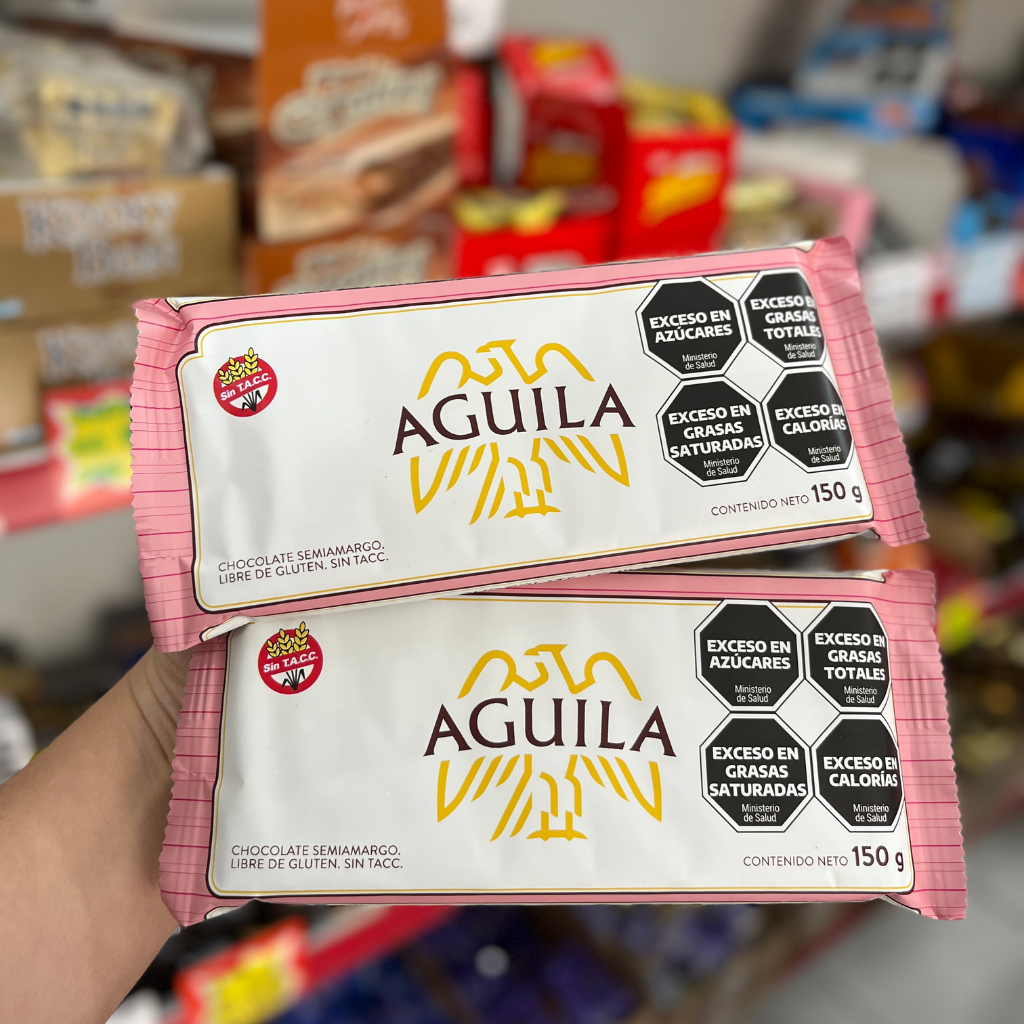 Sin T.A.C.C.
AGUILA
EXCESO EN
AZÚCARES
Ministerio
de Salud
EXCESO EN
GRASAS
TOTALES
Ministerio
de Salud
EXCESO EN
GRASAS
SATURADAS
Ministerio
de Salud
EXCESO EN
CALORÍAS
Ministerio
de Salud
CONTENIDO NETO 150 g
CHOCOLATE SEMIAMARGO.
LIBRE DE GLUTEN. SIN TACC.
Sin T.A.C.C.
AGUILA
EXCESO EN
AZÚCARES
Ministerio
de Salud
EXCESO EN
GRASAS
TOTALES
Ministerio
de Salud
EXCESO EN
GRASAS
SATURADAS
Ministerio
de Salud
EXCESO EN
CALORÍAS
Ministerio
de Salud
CHOCOLATE SEMIAMARGO.
LIBRE DE GLUTEN. SIN TACC.
CONTENIDO NETO 150 g